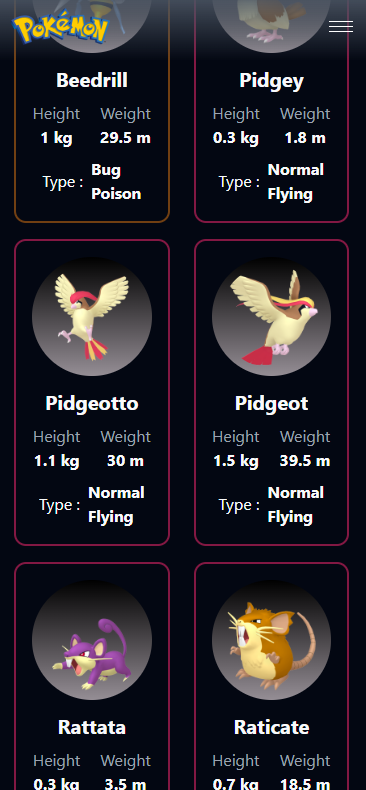 POKéMON
Beedrill Pidgey
Height Weight Height Weight
1 kg 29.5 m 0.3 kg 1.8 m
Type : Bug Poison Type : Normal Flying
Pidgeotto Pidgeot
Height Weight Height Weight
1.1 kg 30 m 1.5 kg 39.5 m
Type : Normal Flying Type : Normal Flying
Rattata Raticate
Height Weight Height Weight
0.3 kg 3.5 m 0.7 kg 18.5 m